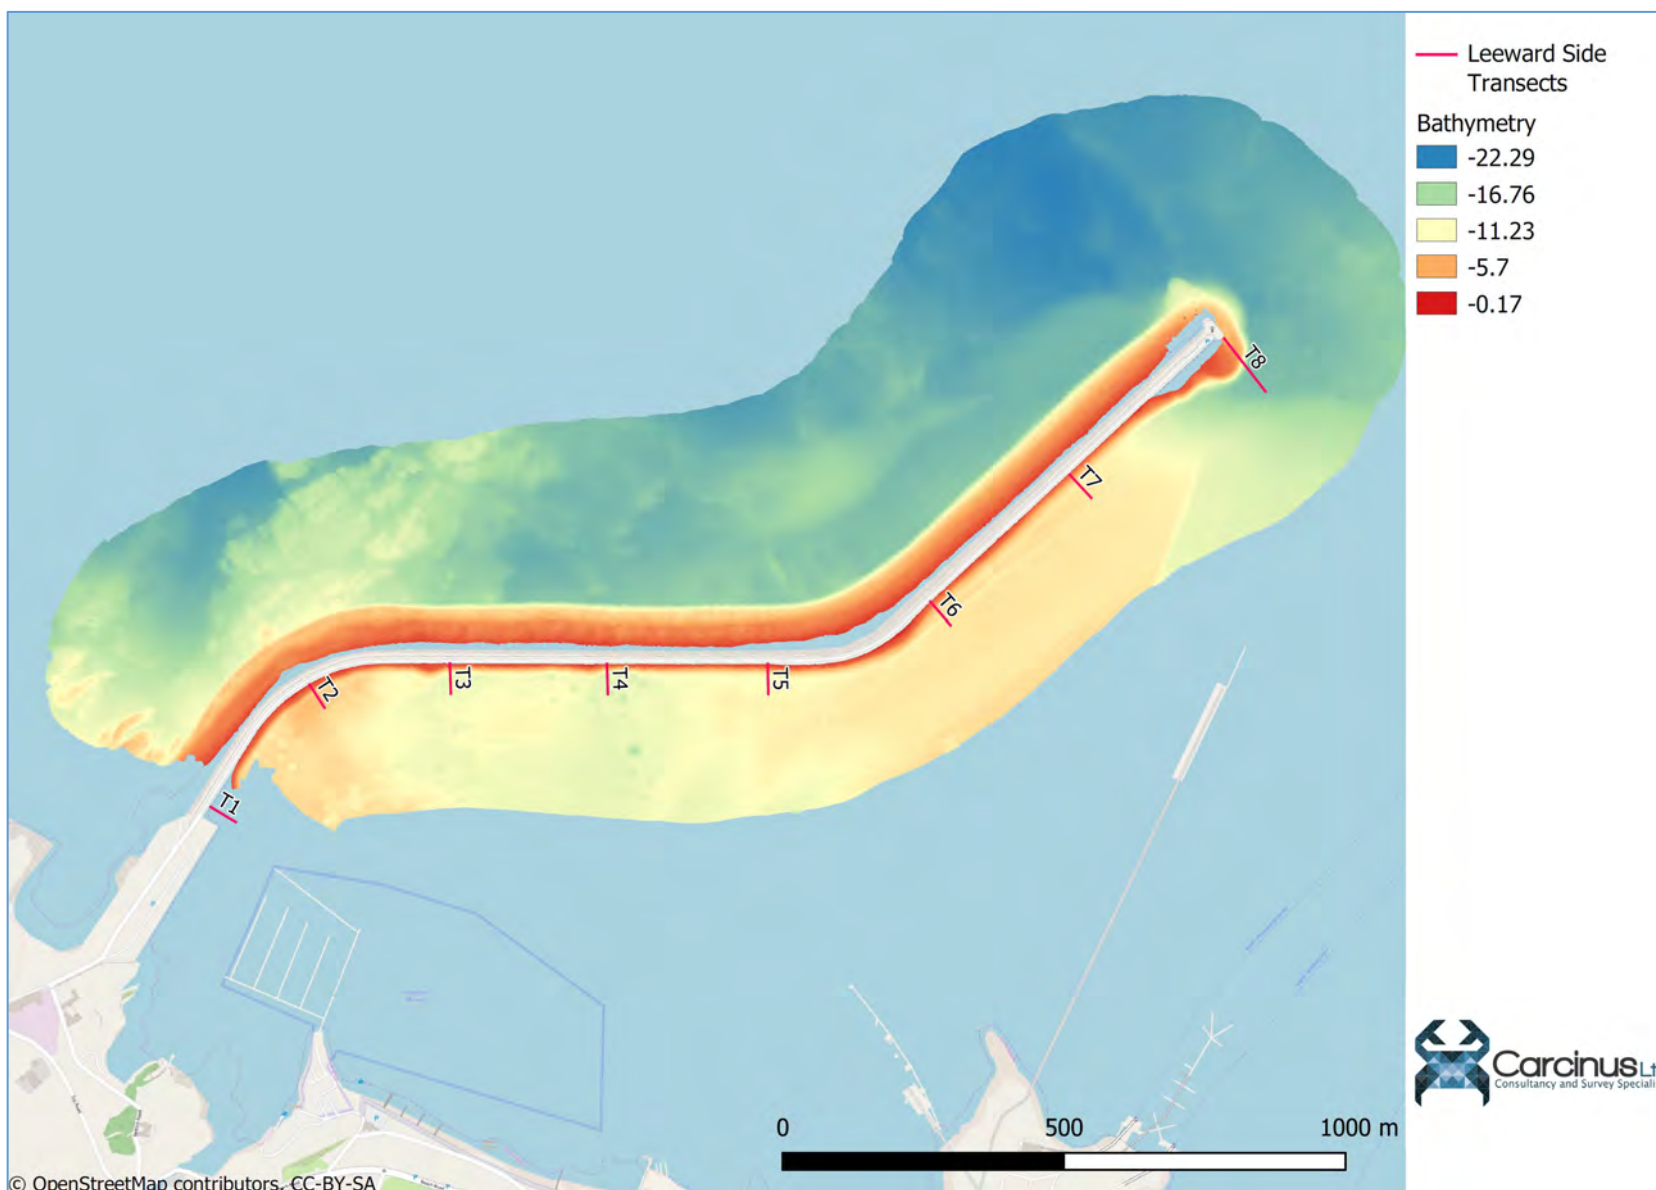 Leeward Side
Transects
Bathymetry
-22.29
-16.76
-11.23
-5.7
-0.17
T8
T7
T6
T5
T4
T3
T2
T1
0
500
1000 m
Carcinus Lt
Consultancy and Survey Speciali
© OpenStreetMap contributors, CC-BY-SA